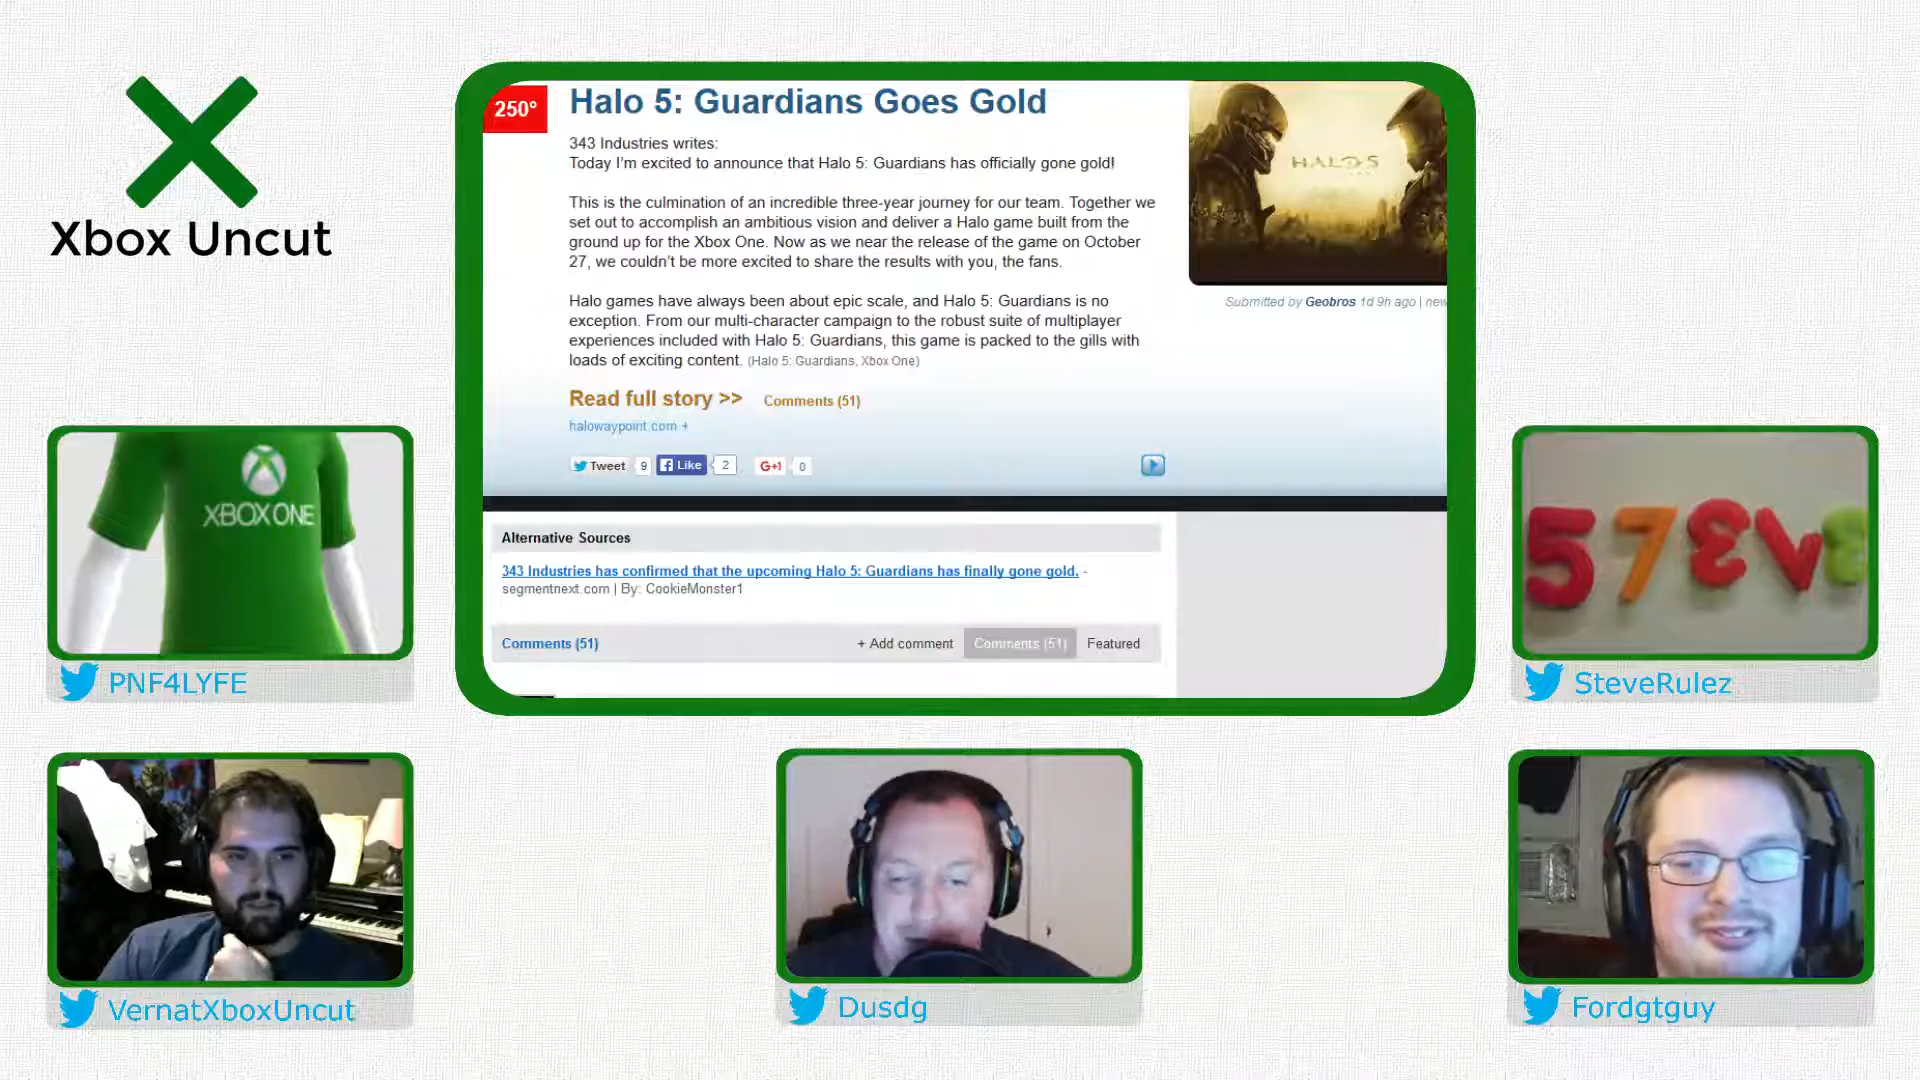 Xbox Uncut
250°
Halo 5: Guardians Goes Gold
343 Industries writes:
Today I'm excited to announce that Halo 5: Guardians has officially gone gold!
This is the culmination of an incredible three-year journey for our team. Together we
set out to accomplish an ambitious vision and deliver a Halo game built from the
ground up for the Xbox One. Now as we near the release of the game on October
27, we couldn't be more excited to share the results with you, the fans.
Halo games have always been about epic scale, and Halo 5: Guardians is no
exception. From our multi-character campaign to the robust suite of multiplayer
experiences included with Halo 5: Guardians, this game is packed to the gills with
loads of exciting content. (Halo 5: Guardians, Xbox One)
Read full story >> Comments (51)
halowaypoint.com +
Tweet 9 Like 2 G+1 0
HALO 5
Submitted by Geobros 1d 9h ago | new
Alternative Sources
343 Industries has confirmed that the upcoming Halo 5: Guardians has finally gone gold. -
segmentnext.com | By: CookieMonster1
Comments (51) + Add comment Comments (51) Featured
XBOX ONE
PNF4LYFE
57EVE
SteveRulez
VernatXboxUncut
Dusdg
Fordgtguy